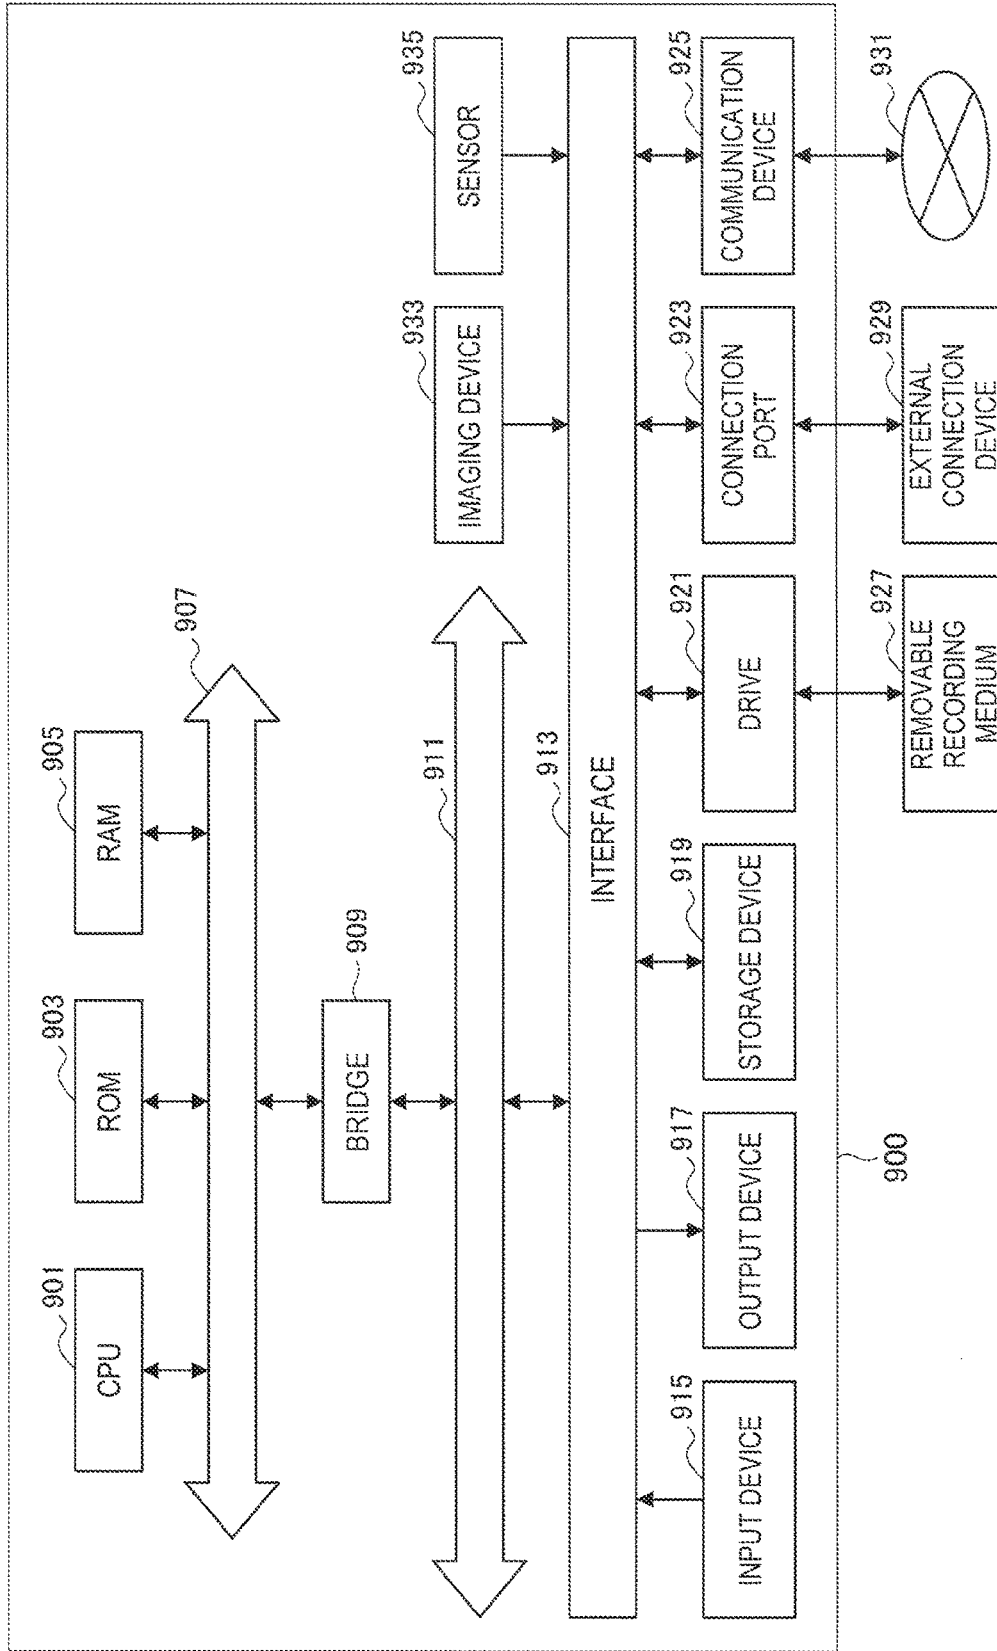 901
CPU
903
ROM
905
RAM
907
909
BRIDGE
911
933
IMAGING DEVICE
935
SENSOR
913
INTERFACE
915
INPUT DEVICE
917
OUTPUT DEVICE
919
STORAGE DEVICE
921
DRIVE
923
CONNECTION
PORT
925
COMMUNICATION
DEVICE
900
927
REMOVABLE
RECORDING
MEDIUM
929
EXTERNAL
CONNECTION
DEVICE
931